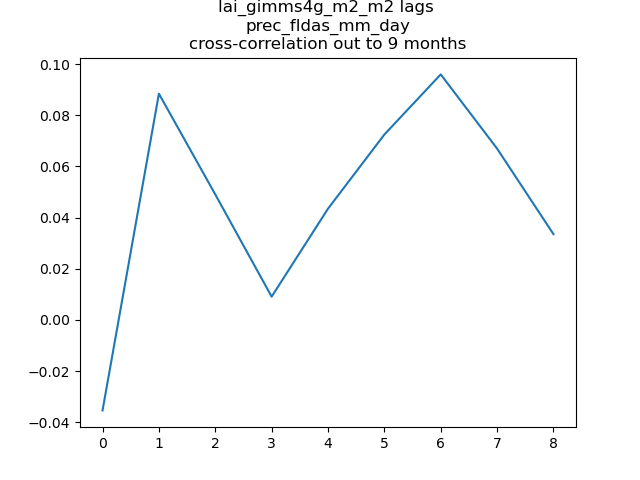 lai_gimms4g_m2_m2 lags
prec_fldas_mm_day
cross-correlation out to 9 months
0.10
0.08
0.06
0.04
0.02
0.00
−0.02
−0.04
0 1 2 3 4 5 6 7 8